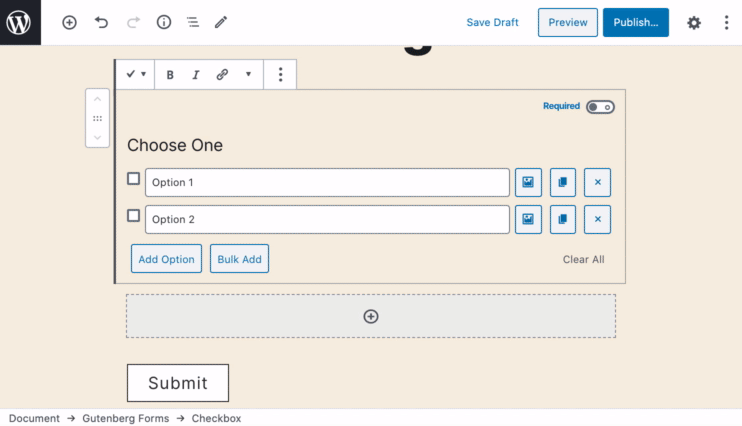 Save Draft Preview Publish...
B I
Required
Choose One
Option 1
Option 2
Add Option Bulk Add Clear All
Submit
Document → Gutenberg Forms → Checkbox